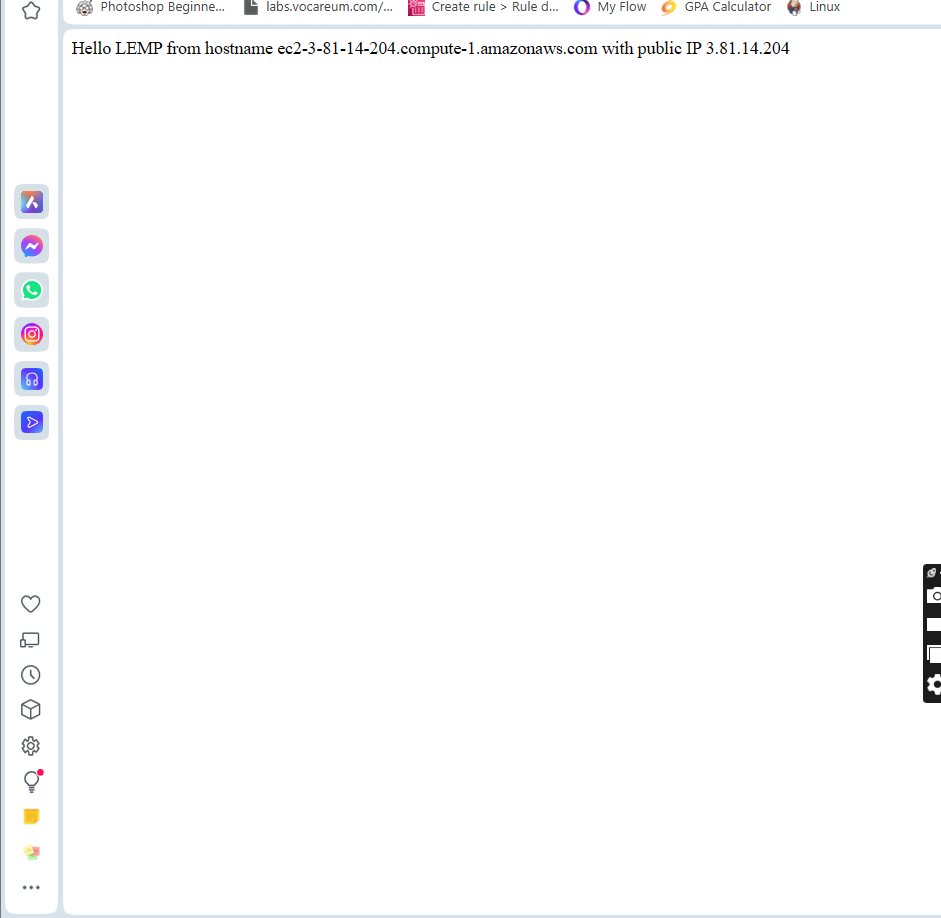 Photoshop Beginne... labs.vocareum.com/... Create rule > Rule d... My Flow GPA Calculator Linux
Hello LEMP from hostname ec2-3-81-14-204.compute-1.amazonaws.com with public IP 3.81.14.204